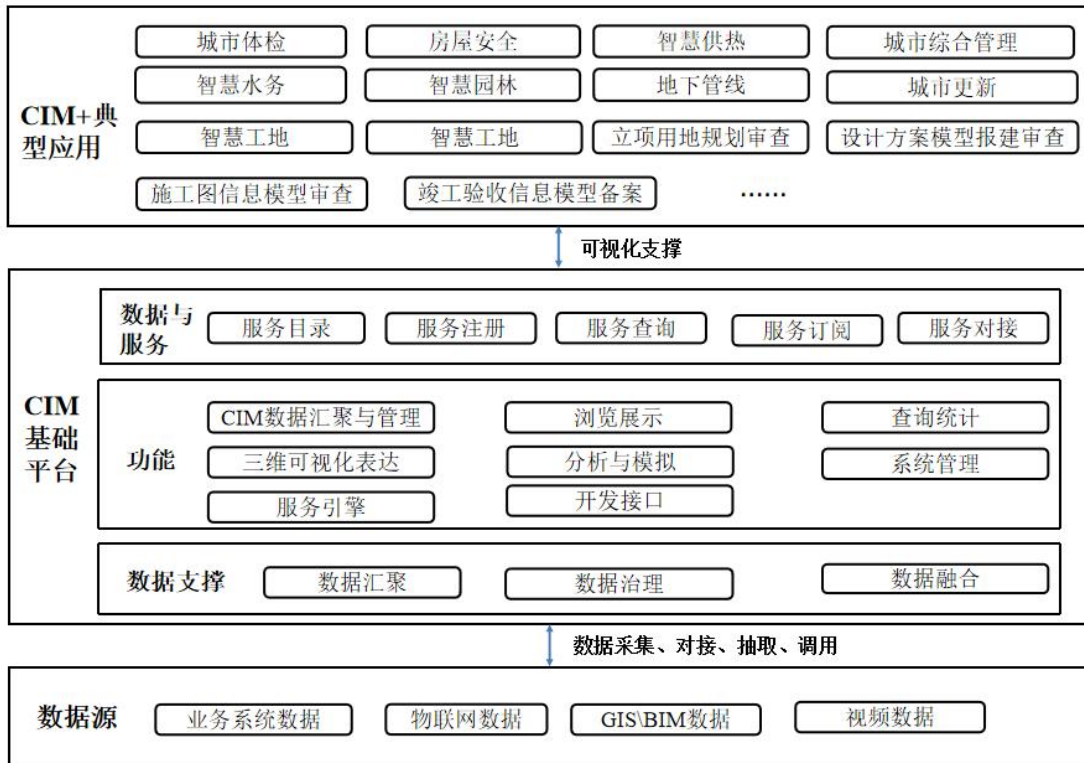 城市体检 房屋安全 智慧供热 城市综合管理
智慧水务 智慧园林 地下管线 城市更新
CIM+典
型应用
智慧工地 智慧工地 立项用地规划审查 设计方案模型报建审查
施工图信息模型审查 竣工验收信息模型备案 ······
可视化支撑
数据与
服务
服务目录 服务注册 服务查询 服务订阅 服务对接
CIM
基础
平台
功能
CIM数据汇聚与管理 浏览展示 查询统计
三维可视化表达 分析与模拟 系统管理
服务引擎 开发接口
数据支撑 数据汇聚 数据治理 数据融合
数据采集、对接、抽取、调用
数据源 业务系统数据 物联网数据 GIS\BIM数据 视频数据